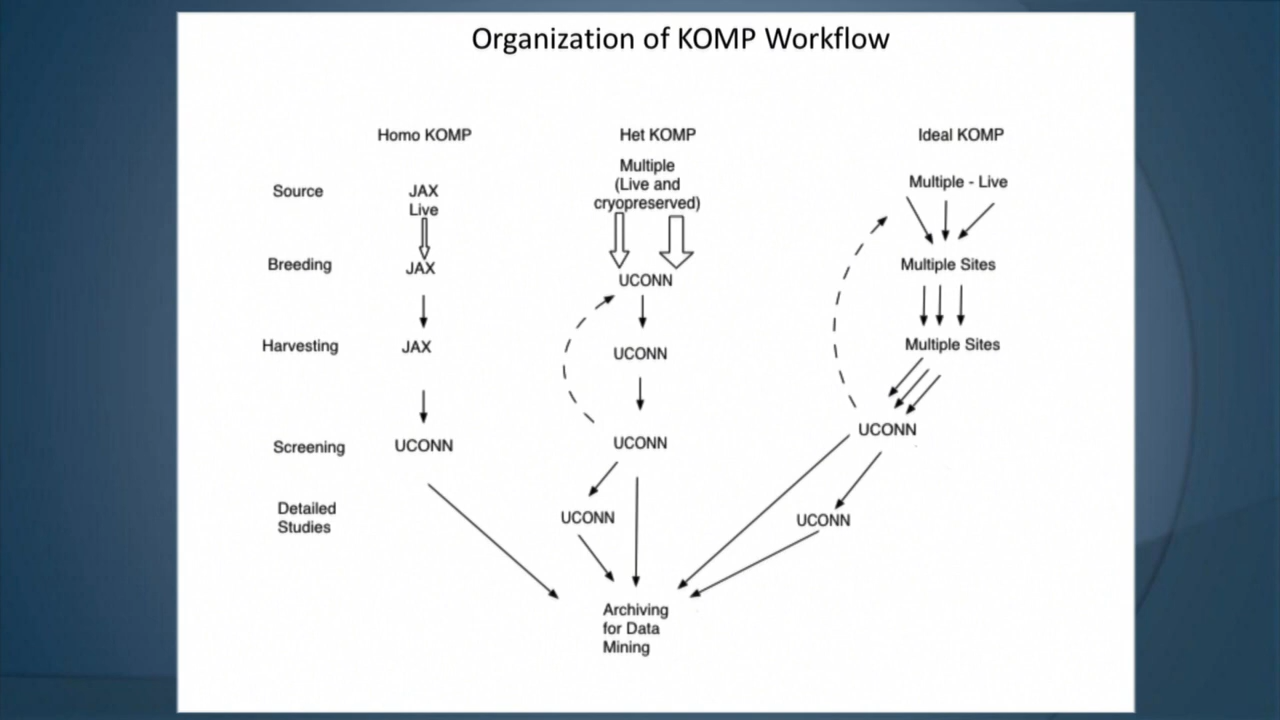 Organization of KOMP Workflow
Homo KOMP
Het KOMP
Ideal KOMP
Source
JAX
Live
Multiple
(Live and
cryopreserved)
Multiple - Live
Breeding
JAX
UCONN
Multiple Sites
Harvesting
JAX
UCONN
Multiple Sites
Screening
UCONN
UCONN
UCONN
Detailed
Studies
UCONN
UCONN
Archiving
for Data
Mining